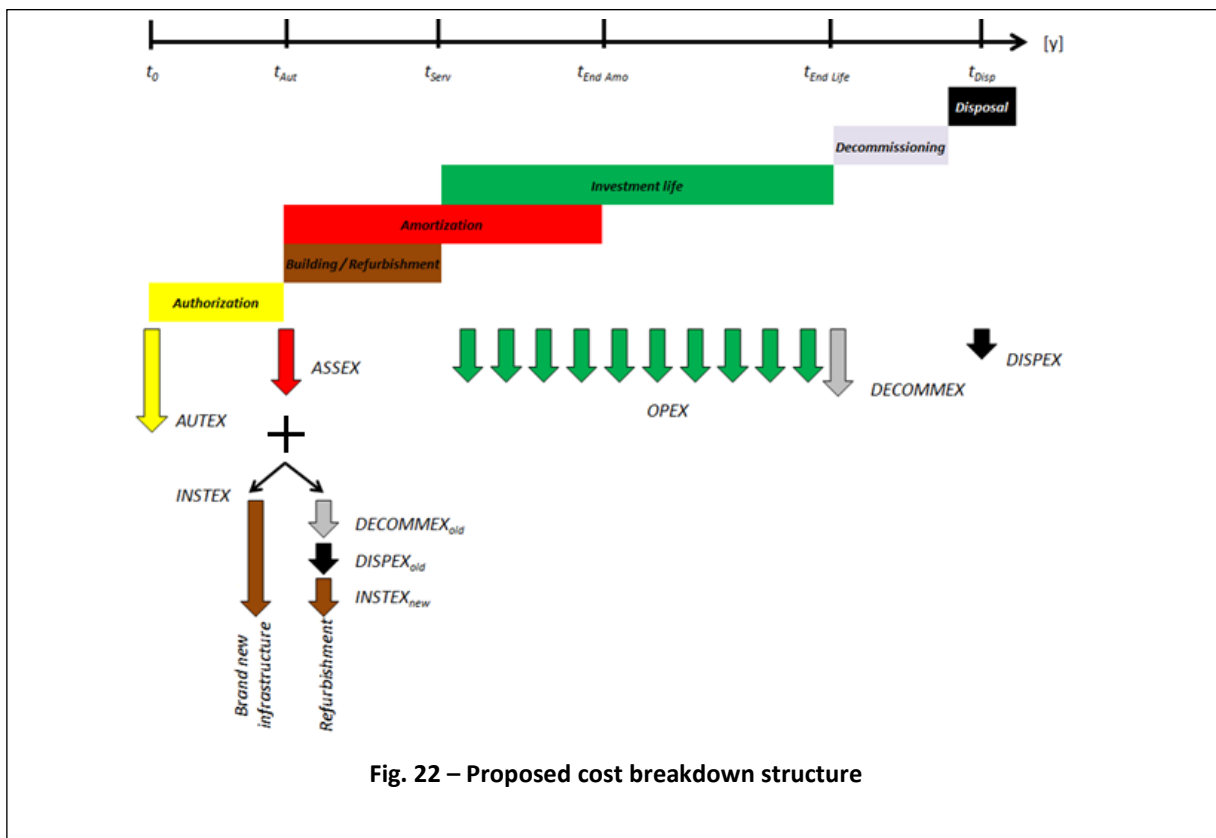 [y]
t0
tAut
tServ
tEnd Amo
tEnd Life
tDisp
Disposal
Decommissioning
Investment life
Amortization
Building / Refurbishment
Authorization
ASSEX
DISPEX
DECOMMEX
OPEX
AUTEX
INSTEX
DECOMMEXold
DISPEXold
INSTEXnew
Brand new
infrastructure
Refurbishment
Fig. 22 – Proposed cost breakdown structure